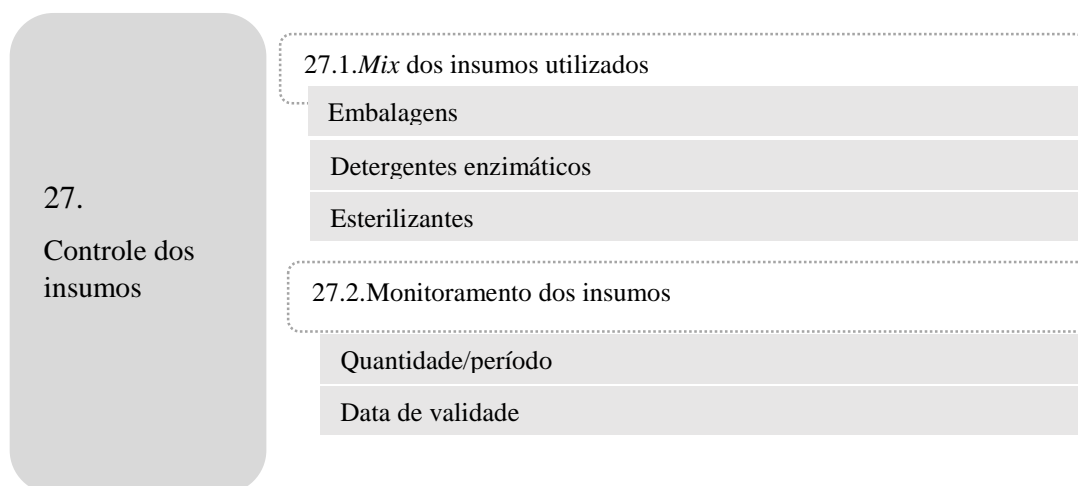 27.
Controle dos
insumos
27.1.Mix dos insumos utilizados
Embalagens
Detergentes enzimáticos
Esterilizantes
27.2.Monitoramento dos insumos
Quantidade/período
Data de validade